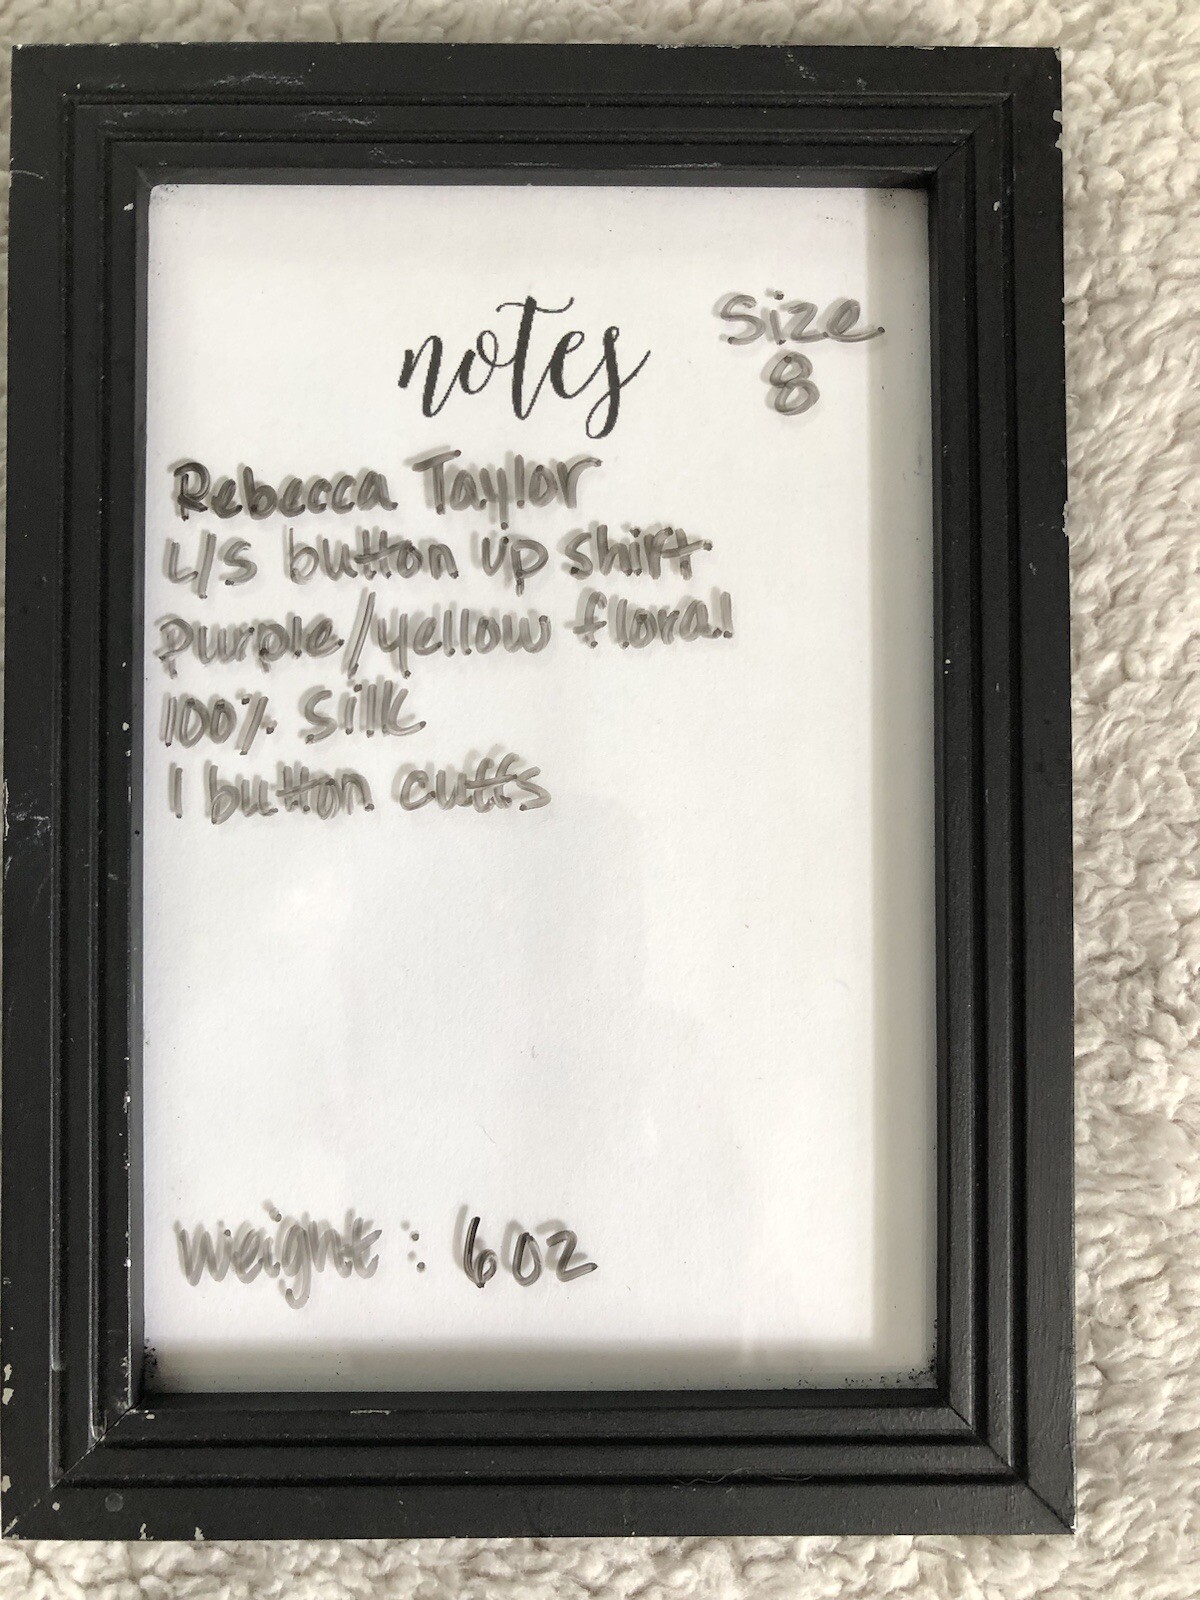 notes
Size
8
Rebecca Taylor
L/S button up shirt
purple/yellow floral
100% silk
1 button cuffs
weight: 6oz